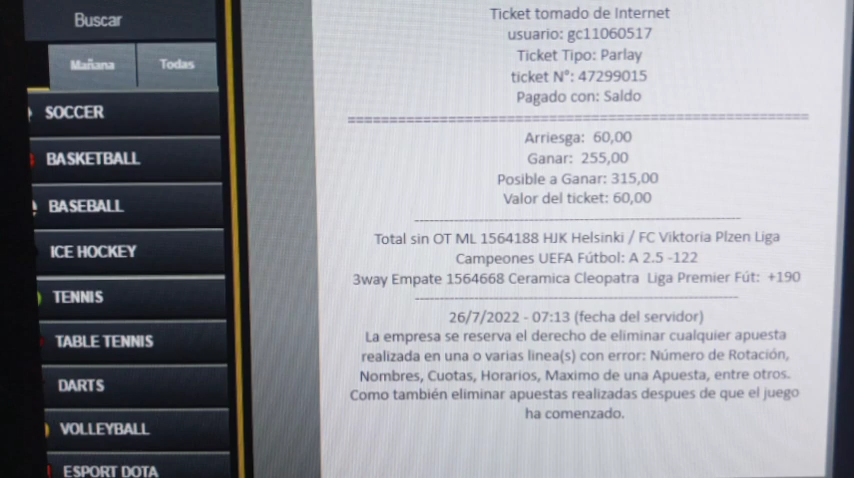 Buscar
Mañana
Todas
SOCCER
BASKETBALL
BASEBALL
ICE HOCKEY
TENNIS
TABLE TENNIS
DARTS
VOLLEYBALL
ESPORT DOTA
Ticket tomado de Internet
usuario: gc11060517
Ticket Tipo: Parlay
ticket N°: 47299015
Pagado con: Saldo
Arriesga: 60,00
Ganar: 255,00
Posible a Ganar: 315,00
Valor del ticket: 60,00
Total sin OT ML 1564188 HJK Helsinki / FC Viktoria Plzen Liga
Campeones UEFA Fútbol: A 2.5 -122
3way Empate 1564668 Ceramica Cleopatra Liga Premier Fút: +190
26/7/2022 - 07:13 (fecha del servidor)
La empresa se reserva el derecho de eliminar cualquier apuesta
realizada en una o varias linea(s) con error: Número de Rotación,
Nombres, Cuotas, Horarios, Maximo de una Apuesta, entre otros.
Como también eliminar apuestas realizadas despues de que el juego
ha comenzado.